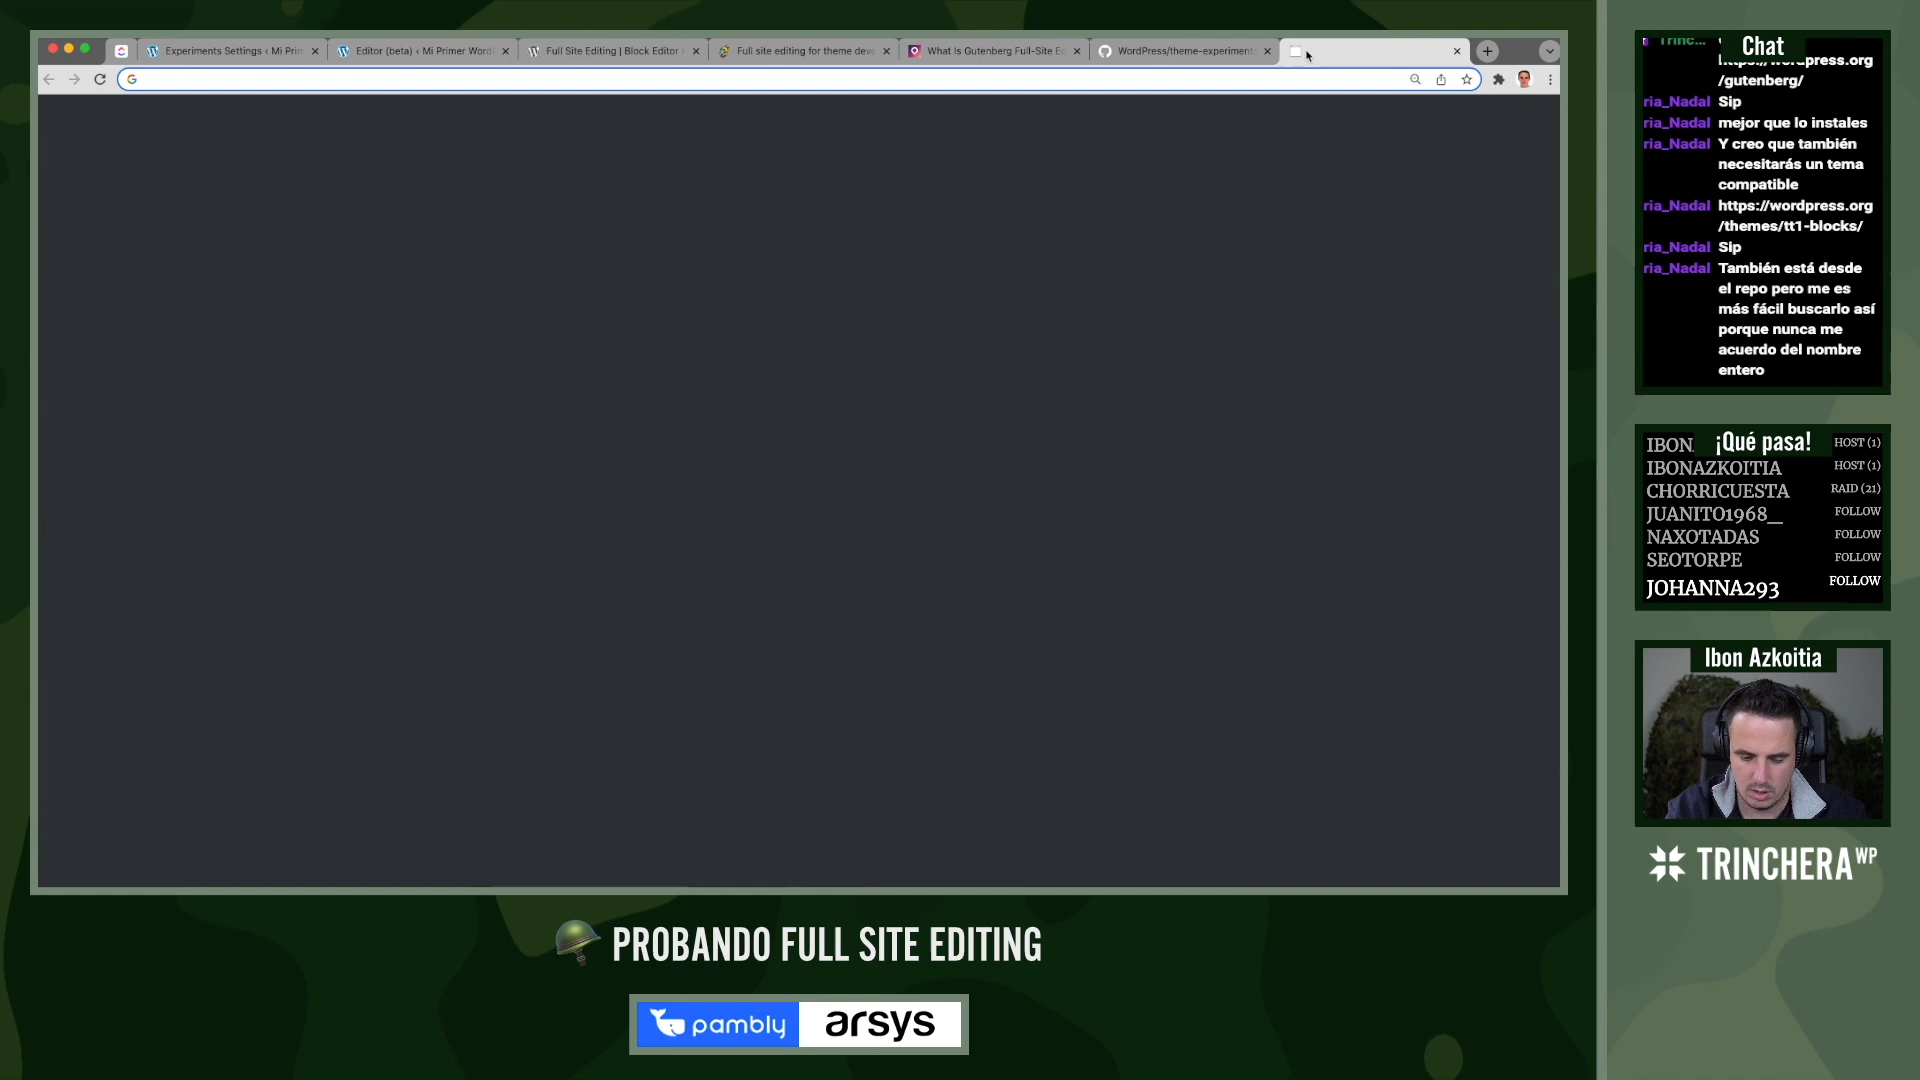 Experiments Settings ‹ Mi Prim
Editor (beta) ‹ Mi Primer Word
Full Site Editing | Block Editor
Full site editing for theme deve
What Is Gutenberg Full-Site Ed
WordPress/theme-experiment
Chat
/gutenberg/
ria_Nadal Sip
ria_Nadal mejor que lo instales
ria_Nadal Y creo que también
necesitarás un tema
compatible
ria_Nadal https://wordpress.org
/themes/tt1-blocks/
ria_Nadal Sip
ria_Nadal También está desde
el repo pero me es
más fácil buscarlo así
porque nunca me
acuerdo del nombre
entero
¡Qué pasa!
IBON HOST (1)
IBONAZKOITIA HOST (1)
CHORRICUESTA RAID (21)
JUANITO1968_ FOLLOW
NAXOTADAS FOLLOW
SEOTORPE FOLLOW
JOHANNA293 FOLLOW
Ibon Azkoitia
TRINCHERA WP
PROBANDO FULL SITE EDITING
pambly arsys